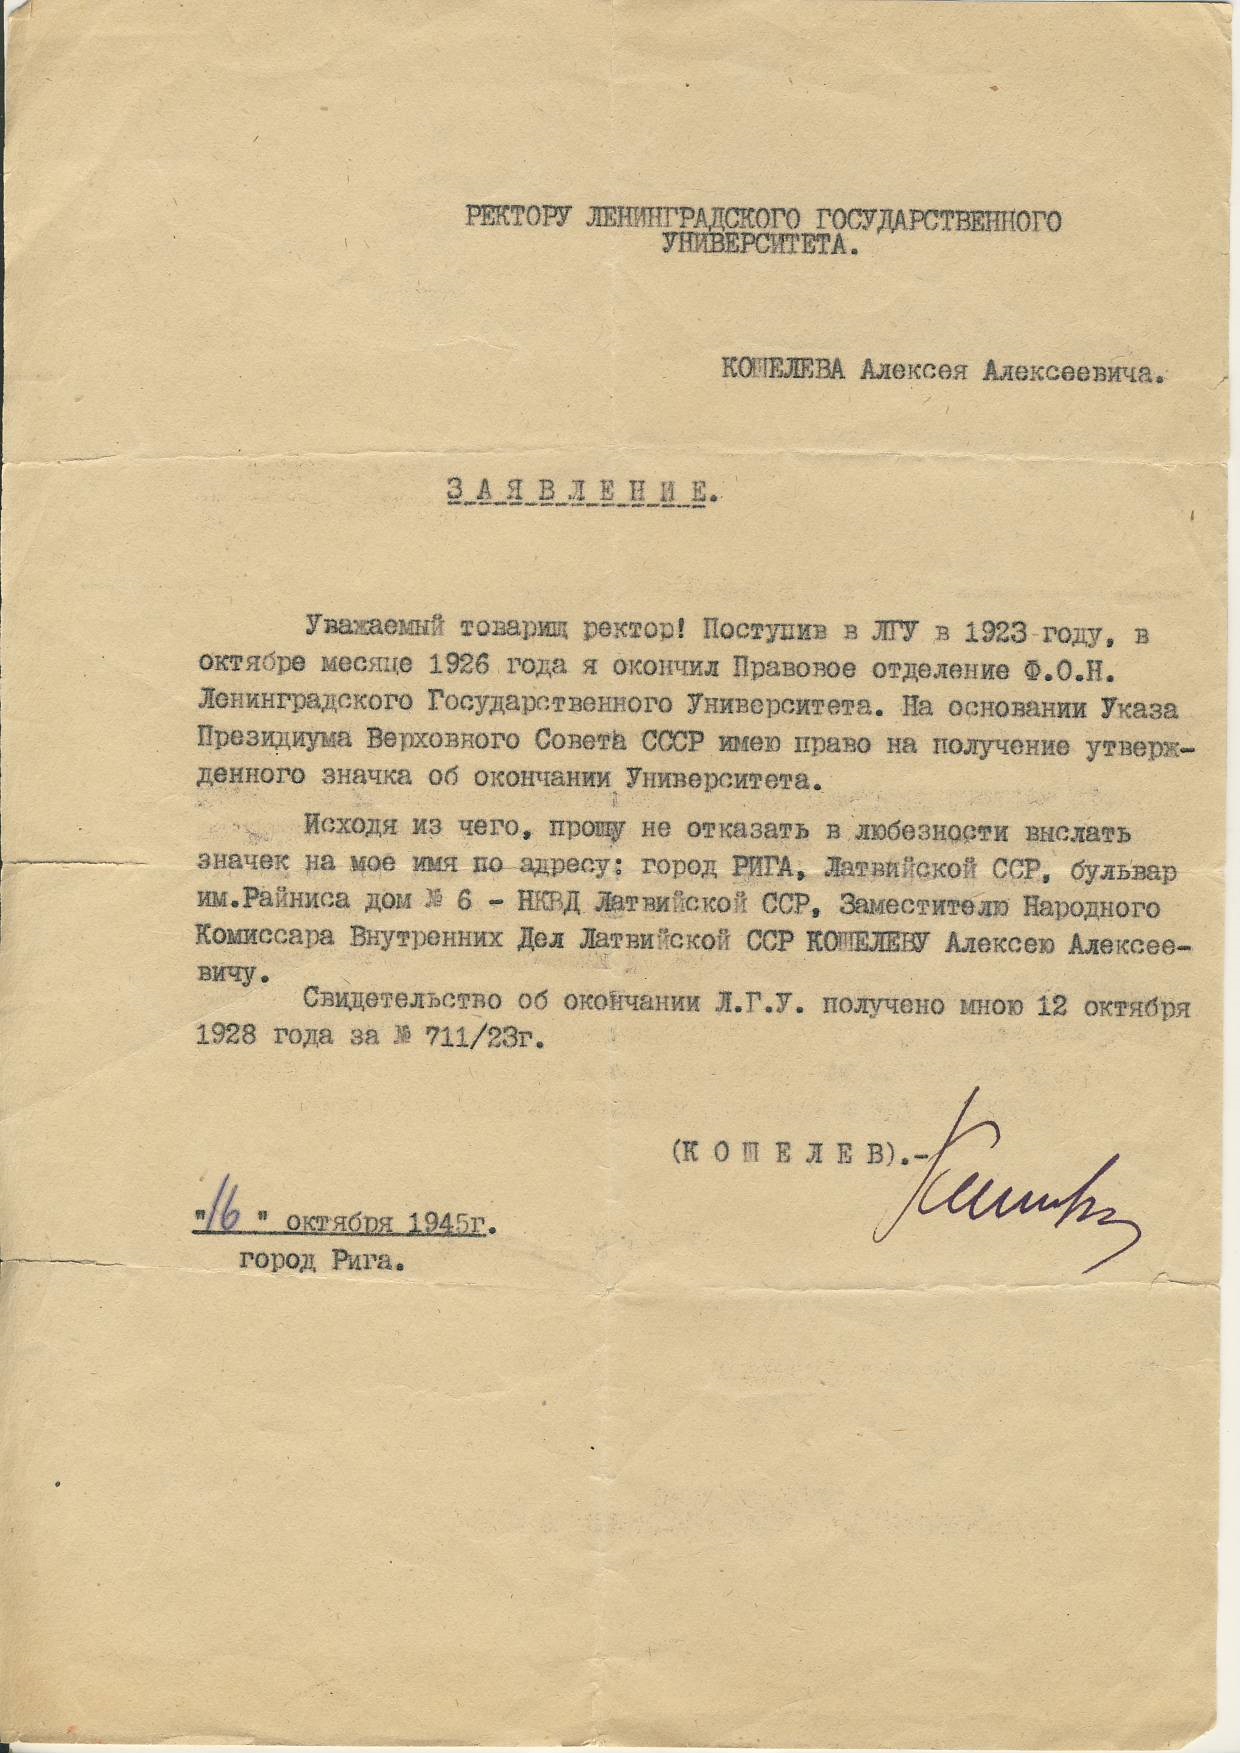 РЕКТОРУ ЛЕНИНГРАДСКОГО ГОСУДАРСТВЕННОГО
УНИВЕРСИТЕТА.
КОШЕЛЕВА Алексея Алексеевича.
З А Я В Л Е Н И Е.
Уважаемый товарищ ректор! Поступив в ЛГУ в 1923 году, в
октябре месяце 1926 года я окончил Правовое отделение Ф.О.Н.
Ленинградского Государственного Университета. На основании Указа
Президиума Верховного Совета СССР имею право на получение утверж-
денного значка об окончании Университета.
Исходя из чего, прошу не отказать в любезности выслать
значек на мое имя по адресу: город РИГА, Латвийской ССР, бульвар
им.Райниса дом № 6 - НКВД Латвийской ССР, Заместителю Народного
Комиссара Внутренних Дел Латвийской ССР КОШЕЛЕВУ Алексею Алексее-
вичу.
Свидетельство об окончании Л.Г.У. получено мною 12 октября
1928 года за № 711/23г.
(К О Ш Е Л Е В).-
"16" октября 1945г.
город Рига.